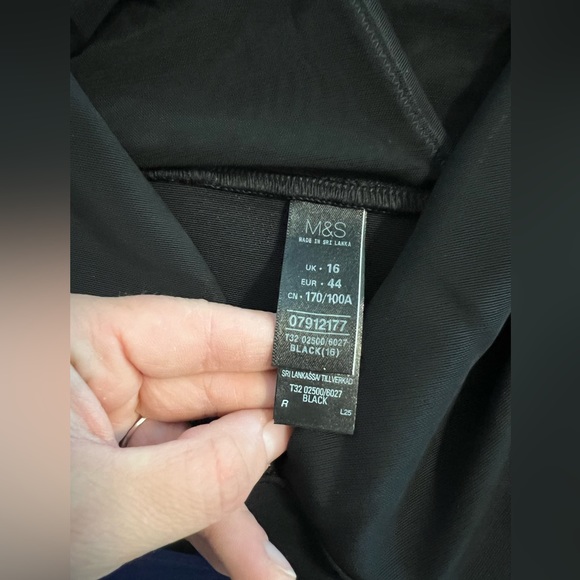 M&S
MADE IN SRI LANKA
UK • 16
EUR • 44
CN • 170/100A
07912177
T32 02500/6027
BLACK(16)
SRI LANKASSA/TILLVERKAD
T32 02500/6027
BLACK
R L25